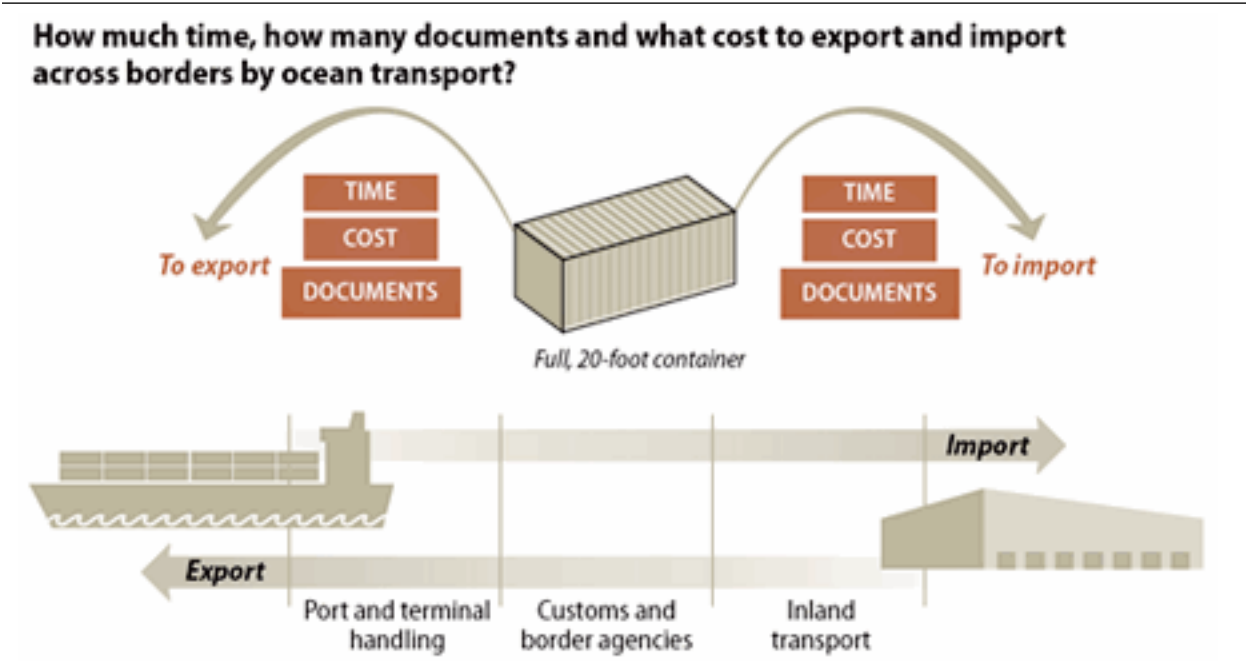 How much time, how many documents and what cost to export and import
across borders by ocean transport?
TIME
COST
DOCUMENTS
To export
TIME
COST
DOCUMENTS
To import
Full, 20-foot container
Import
Export
Port and terminal
handling
Customs and
border agencies
Inland
transport